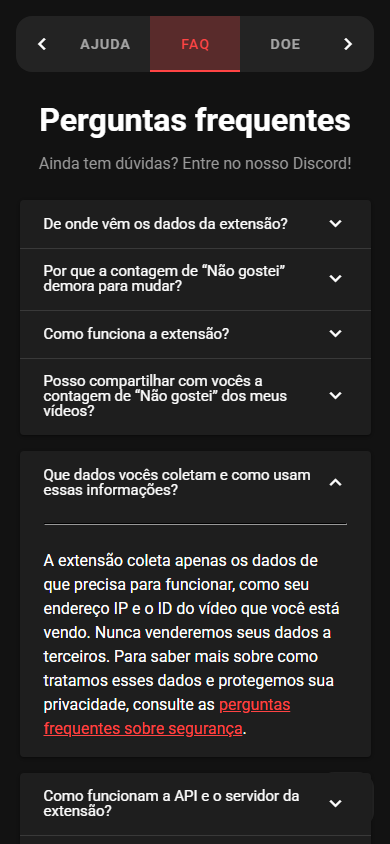 AJUDA FAQ DOE
Perguntas frequentes
Ainda tem dúvidas? Entre no nosso Discord!
De onde vêm os dados da extensão?
Por que a contagem de “Não gostei”
demora para mudar?
Como funciona a extensão?
Posso compartilhar com vocês a
contagem de “Não gostei” dos meus
vídeos?
Que dados vocês coletam e como usam
essas informações?
A extensão coleta apenas os dados de
que precisa para funcionar, como seu
endereço IP e o ID do vídeo que você está
vendo. Nunca venderemos seus dados a
terceiros. Para saber mais sobre como
tratamos esses dados e protegemos sua
privacidade, consulte as perguntas
frequentes sobre segurança.
Como funcionam a API e o servidor da
extensão?